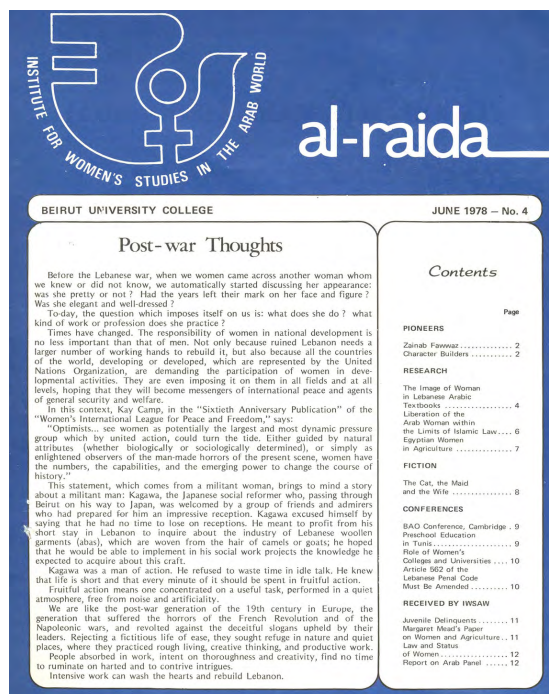 INSTITUTE FOR WOMEN'S STUDIES IN THE ARAB WORLD
al-raida
BEIRUT UNIVERSITY COLLEGE
JUNE 1978 – No. 4
Post-war Thoughts
Before the Lebanese war, when we women came across another woman whom
we knew or did not know, we automatically started discussing her appearance:
was she pretty or not ? Had the years left their mark on her face and figure ?
Was she elegant and well-dressed ?
To-day, the question which imposes itself on us is: what does she do ? what
kind of work or profession does she practice ?
Times have changed. The responsibility of women in national development is
no less important than that of men. Not only because ruined Lebanon needs a
larger number of working hands to rebuild it, but also because all the countries
of the world, developing or developed, which are represented by the United
Nations Organization, are demanding the participation of women in deve-
lopmental activities. They are even imposing it on them in all fields and at all
levels, hoping that they will become messengers of international peace and agents
of general security and welfare.
In this context, Kay Camp, in the "Sixtieth Anniversary Publication" of the
"Women's International League for Peace and Freedom," says:
"Optimists... see women as potentially the largest and most dynamic pressure
group which by united action, could turn the tide. Either guided by natural
attributes (whether biologically or sociologically determined), or simply as
enlightened observers of the man-made horrors of the present scene, women have
the numbers, the capabilities, and the emerging power to change the course of
history."
This statement, which comes from a militant woman, brings to mind a story
about a militant man: Kagawa, the Japanese social reformer who, passing through
Beirut on his way to Japan, was welcomed by a group of friends and admirers
who had prepared for him an impressive reception. Kagawa excused himself by
saying that he had no time to lose on receptions. He meant to profit from his
short stay in Lebanon to inquire about the industry of Lebanese woollen
garments (abas), which are woven from the hair of camels or goats; he hoped
that he would be able to implement in his social work projects the knowledge he
expected to acquire about this craft.
Kagawa was a man of action. He refused to waste time in idle talk. He knew
that life is short and that every minute of it should be spent in fruitful action.
Fruitful action means one concentrated on a useful task, performed in a quiet
atmosphere, free from noise and artificiality.
We are like the post-war generation of the 19th century in Europe, the
generation that suffered the horrors of the French Revolution and of the
Napoleonic wars, and revolted against the deceitful slogans upheld by their
leaders. Rejecting a fictitious life of ease, they sought refuge in nature and quiet
places, where they practiced rough living, creative thinking, and productive work.
People absorbed in work, intent on thoroughness and creativity, find no time
to ruminate on harted and to contrive intrigues.
Intensive work can wash the hearts and rebuild Lebanon.
Contents
Page
PIONEERS
Zainab Fawwaz ............ 2
Character Builders ............ 2
RESEARCH
The Image of Woman
in Lebanese Arabic
Textbooks ................ 4
Liberation of the
Arab Woman within
the Limits of Islamic Law.... 6
Egyptian Women
in Agriculture ............. 7
FICTION
The Cat, the Maid
and the Wife .............. 8
CONFERENCES
BAO Conference, Cambridge . 9
Preschool Education
in Tunis ................. 9
Role of Women's
Colleges and Universities .... 10
Article 562 of the
Lebanese Penal Code
Must Be Amended .......... 10
RECEIVED BY IWSAW
Juvenile Delinquents ........ 11
Margaret Mead's Paper
on Women and Agriculture .. 11
Law and Status
of Women ................ 12
Report on Arab Panel ...... 12